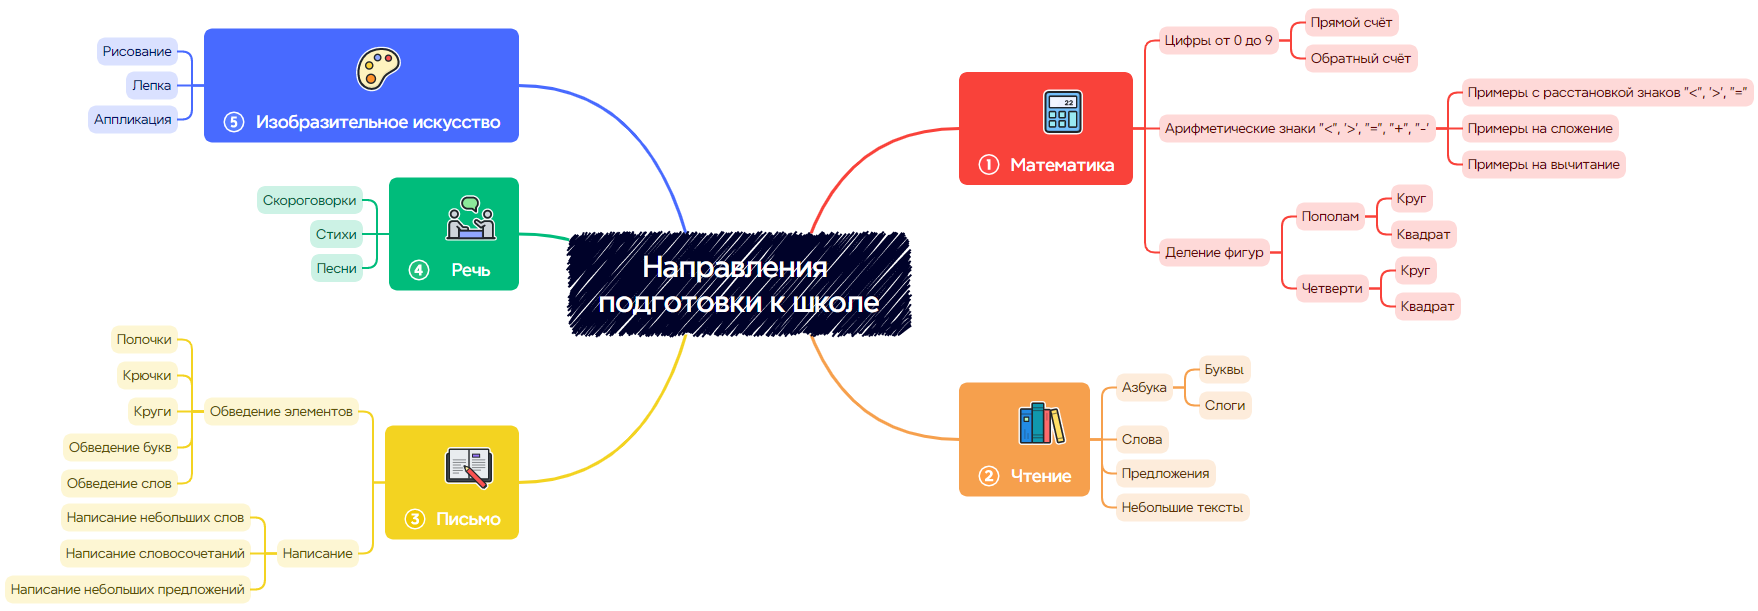 Направления
подготовки к школе
① Математика
22
Цифры от 0 до 9
Прямой счёт
Обратный счёт
Арифметические знаки "<", '>', "=", "+", "-'
Примеры с расстановкой знаков "<", '>', "="
Примеры на сложение
Примеры на вычитание
Деление фигур
Пополам
Круг
Квадрат
Четверти
Круг
Квадрат
② Чтение
Азбука
Буквы
Слоги
Слова
Предложения
Небольшие тексты
③ Письмо
Обведение элементов
Полочки
Крючки
Круги
Обведение букв
Обведение слов
Написание
Написание небольших слов
Написание словосочетаний
Написание небольших предложений
④ Речь
Скороговорки
Стихи
Песни
⑤ Изобразительное искусство
Рисование
Лепка
Аппликация